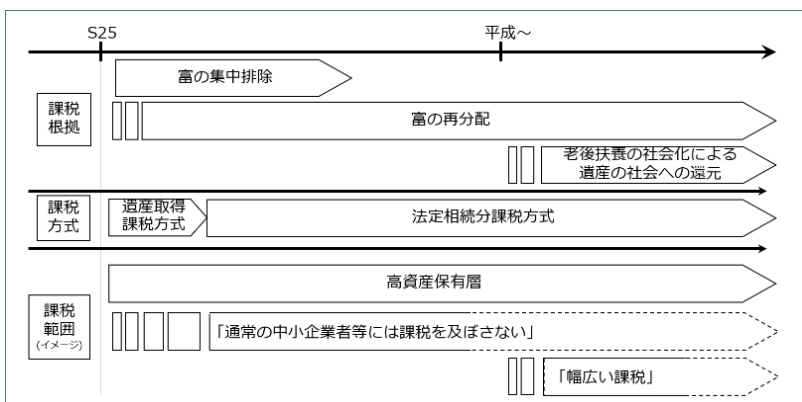 S25
平成～
課税
根拠
富の集中排除
富の再分配
老後扶養の社会化による
遺産の社会への還元
課税
方式
遺産取得
課税方式
法定相続分課税方式
課税
範囲
(イメージ)
高資産保有層
「通常の中小企業者等には課税を及ぼさない」
「幅広い課税」